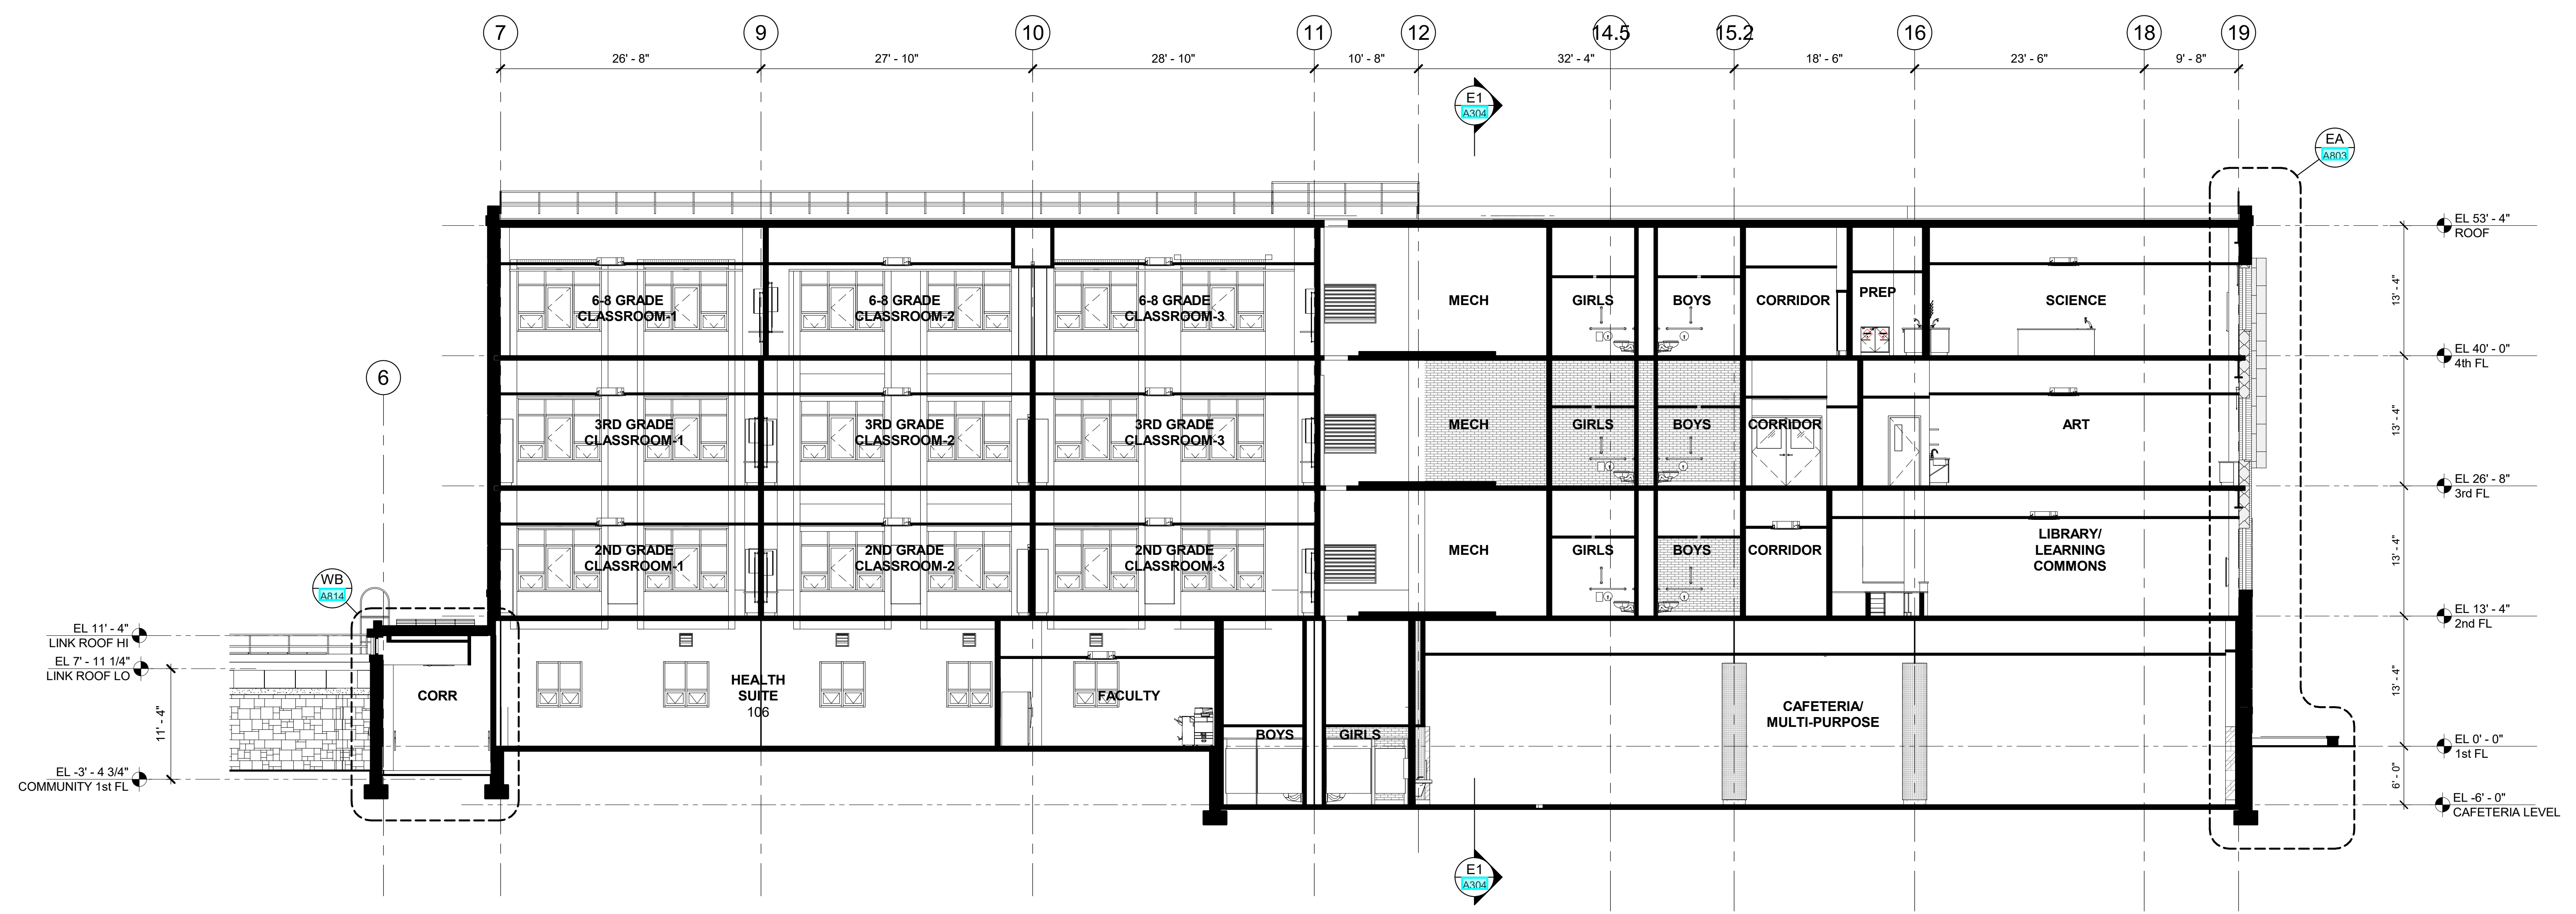 7
9
10
11
12
14.5
15.2
16
18
19
26' - 8"
27' - 10"
28' - 10"
10' - 8"
32' - 4"
18' - 6"
23' - 6"
9' - 8"
E1
A304
EA
A803
EL 53' - 4"
ROOF
13' - 4"
6-8 GRADE
CLASSROOM-1
6-8 GRADE
CLASSROOM-2
6-8 GRADE
CLASSROOM-3
MECH
GIRLS
BOYS
CORRIDOR
PREP
SCIENCE
EL 40' - 0"
4th FL
6
13' - 4"
3RD GRADE
CLASSROOM-1
3RD GRADE
CLASSROOM-2
3RD GRADE
CLASSROOM-3
MECH
GIRLS
BOYS
CORRIDOR
ART
EL 26' - 8"
3rd FL
13' - 4"
2ND GRADE
CLASSROOM-1
2ND GRADE
CLASSROOM-2
2ND GRADE
CLASSROOM-3
MECH
GIRLS
BOYS
CORRIDOR
LIBRARY/
LEARNING
COMMONS
WB
A814
EL 13' - 4"
2nd FL
EL 11' - 4"
LINK ROOF HI
EL 7' - 11 1/4"
LINK ROOF LO
11' - 4"
13' - 4"
CORR
HEALTH
SUITE
106
FACULTY
BOYS
GIRLS
CAFETERIA/
MULTI-PURPOSE
EL 0' - 0"
1st FL
EL -3' - 4 3/4"
COMMUNITY 1st FL
6' - 0"
EL -6' - 0"
CAFETERIA LEVEL
E1
A304